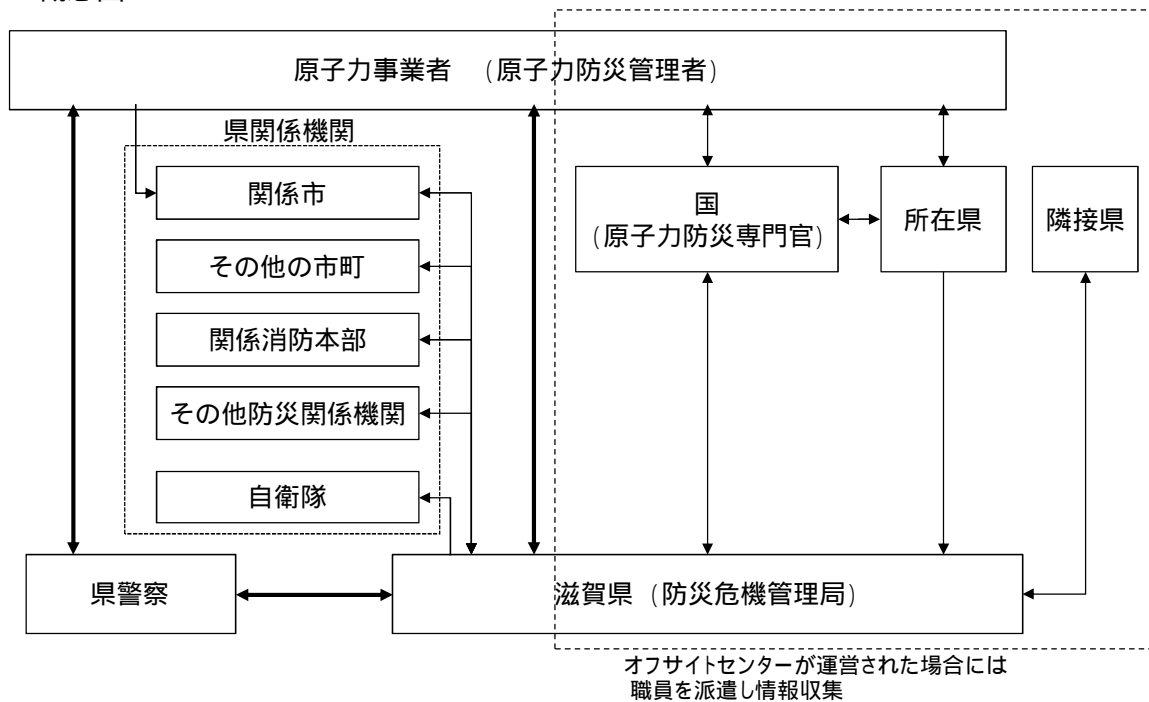 原子力事業者 （原子力防災管理者）
県関係機関
関係市
その他の市町
関係消防本部
その他防災関係機関
自衛隊
国
（原子力防災専門官）
所在県
隣接県
県警察
滋賀県（防災危機管理局）
オフサイトセンターが運営された場合には
職員を派遣し情報収集